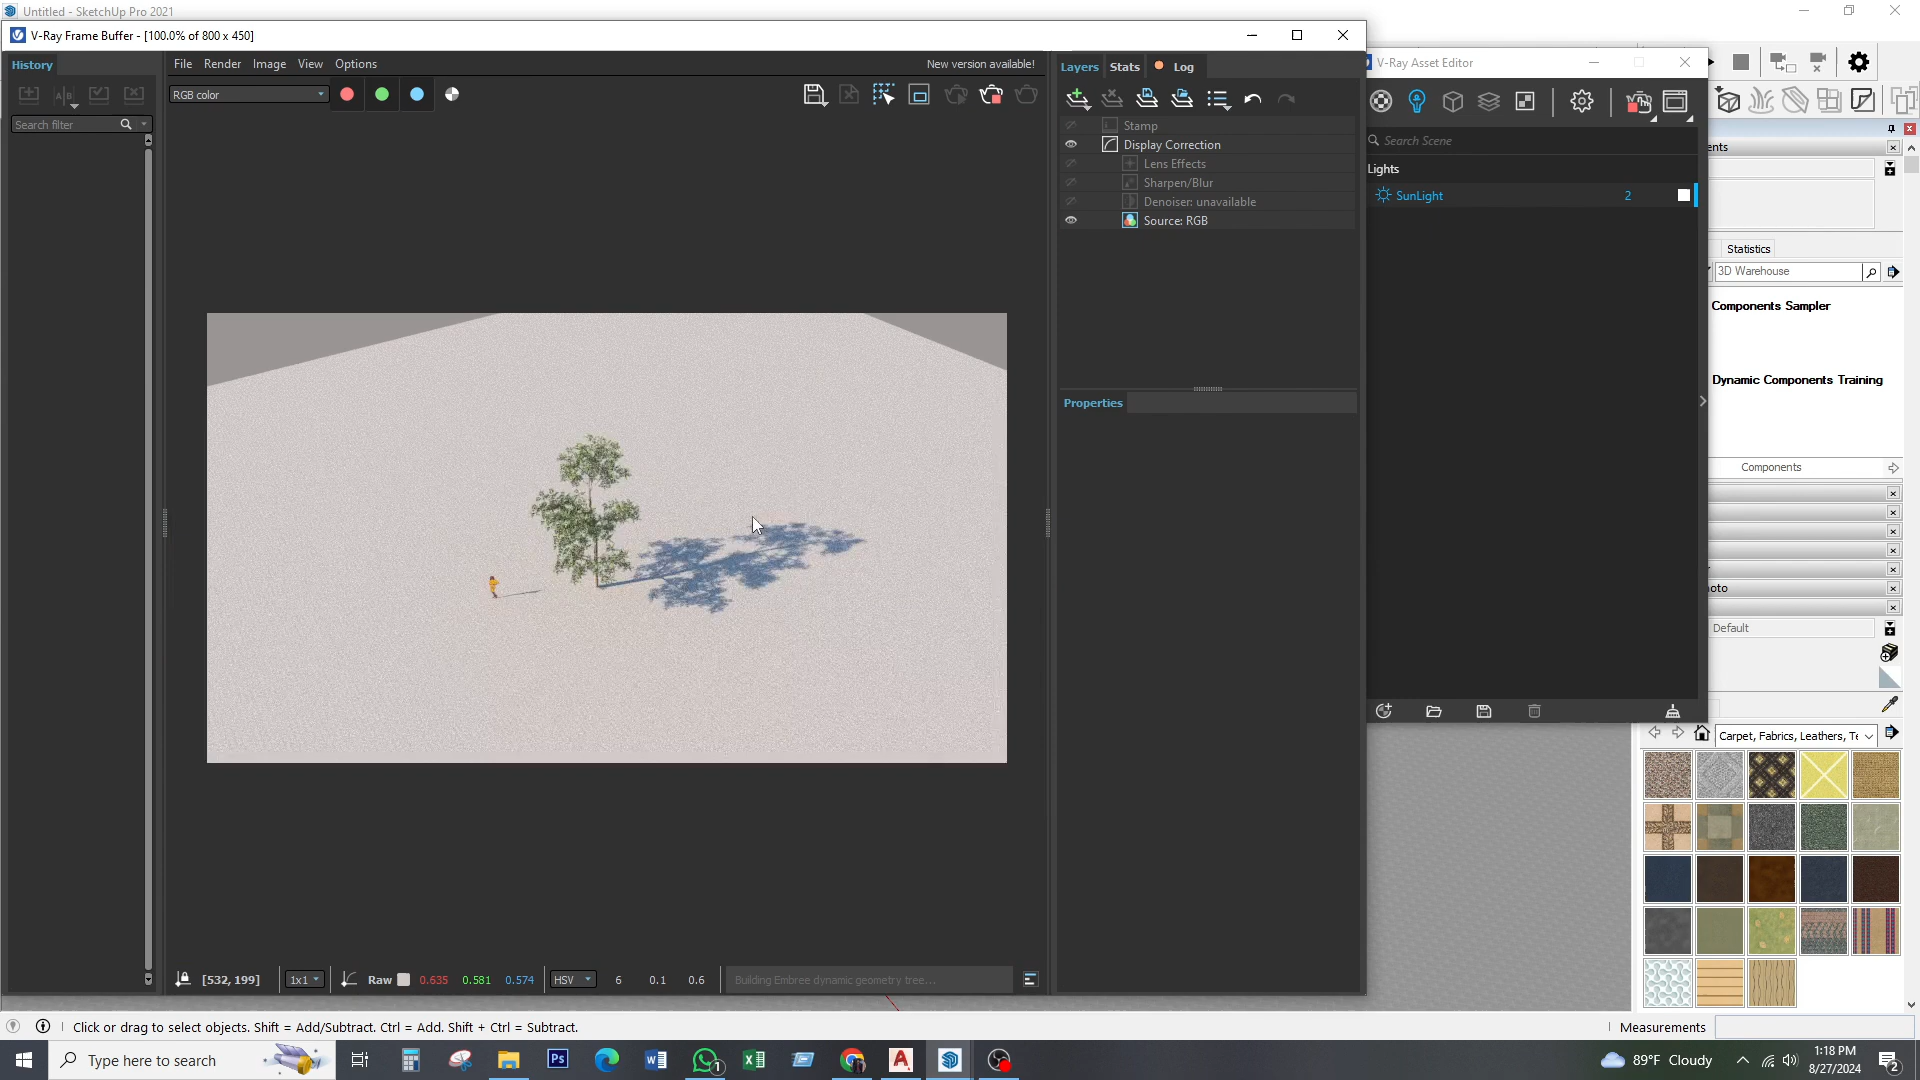 Untitled - SketchUp Pro 2021
V-Ray Frame Buffer - [100.0% of 800 x 450]
History
File Render Image View Options
New version available!
Layers Stats Log
V-Ray Asset Editor
RGB color
Search filter
Stamp
Display Correction
Lens Effects
Sharpen/Blur
Denoiser: unavailable
Source: RGB
Search Scene
Lights
SunLight 2
Statistics
3D Warehouse
Components Sampler
Dynamic Components Training
Components
Properties
Default
Carpet, Fabrics, Leathers, Te
[532, 199] 1x1 Raw 0.635 0.581 0.574 HSV 6 0.1 0.6 Building Embree dynamic geometry tree...
Click or drag to select objects. Shift = Add/Subtract. Ctrl = Add. Shift + Ctrl = Subtract.
Measurements
Type here to search
89°F Cloudy
1:18 PM
8/27/2024